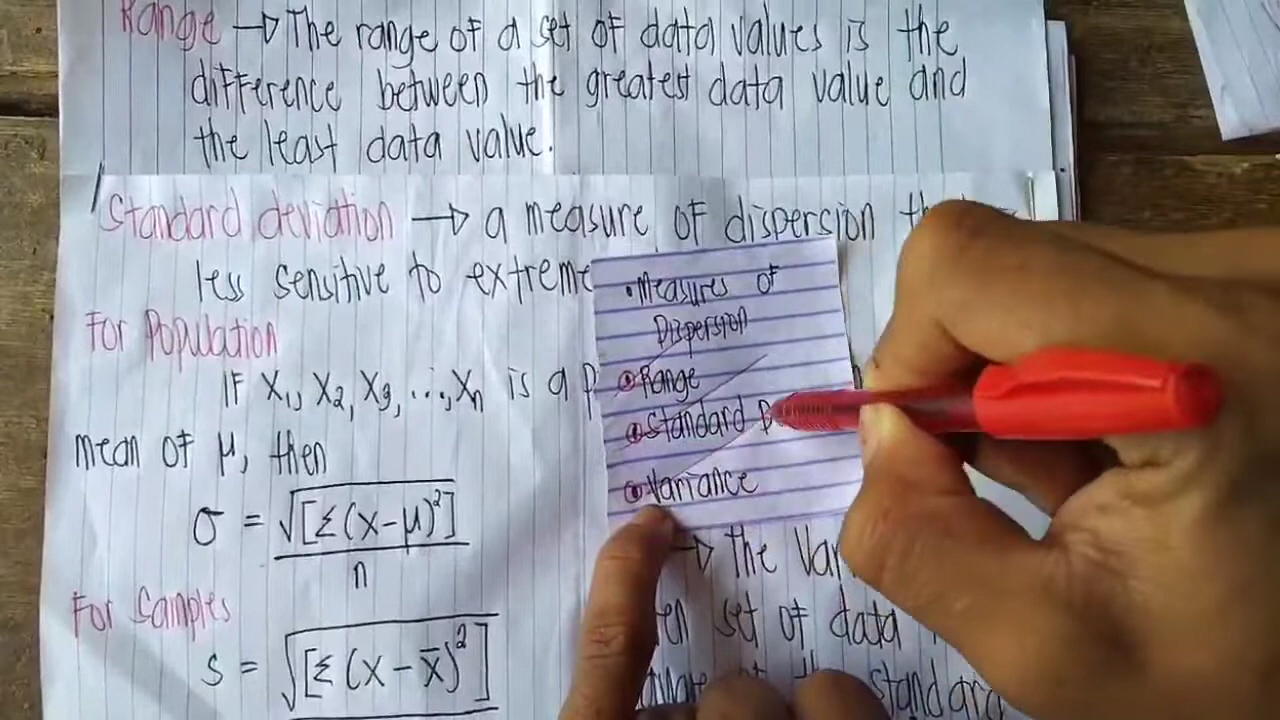 Range → The range of a set of data values is the
difference between the greatest data value and
the least data value.
Standard deviation → a measure of dispersion
less sensitive to extreme
For Population
If X₁, X₂, X₃, ..., Xn is a
mean of μ, then
σ = √[Σ(x-μ)²]
n
For Samples
s = √[Σ(x-x̄)²]
•Measures of
Dispersion
Range
Standard D
Variance
→ the
set of data
standard